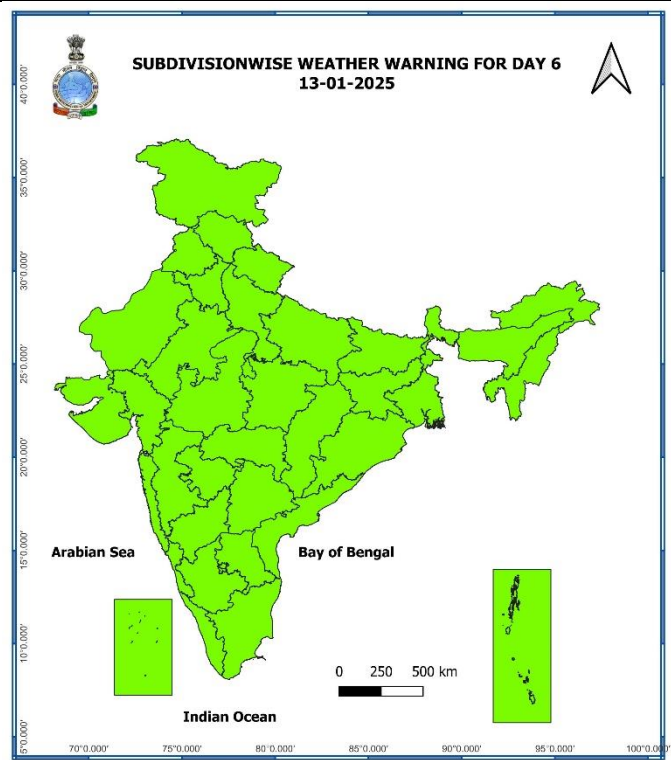 SUBDIVISIONWISE WEATHER WARNING FOR DAY 6
13-01-2025
40°0.000'
35°0.000'
30°0.000'
25°0.000'
20°0.000'
15°0.000'
10°0.000'
5°0.000'
Arabian Sea
Bay of Bengal
0 250 500 km
Indian Ocean
70°0.000' 75°0.000' 80°0.000' 85°0.000' 90°0.000' 95°0.000' 100°0.000'